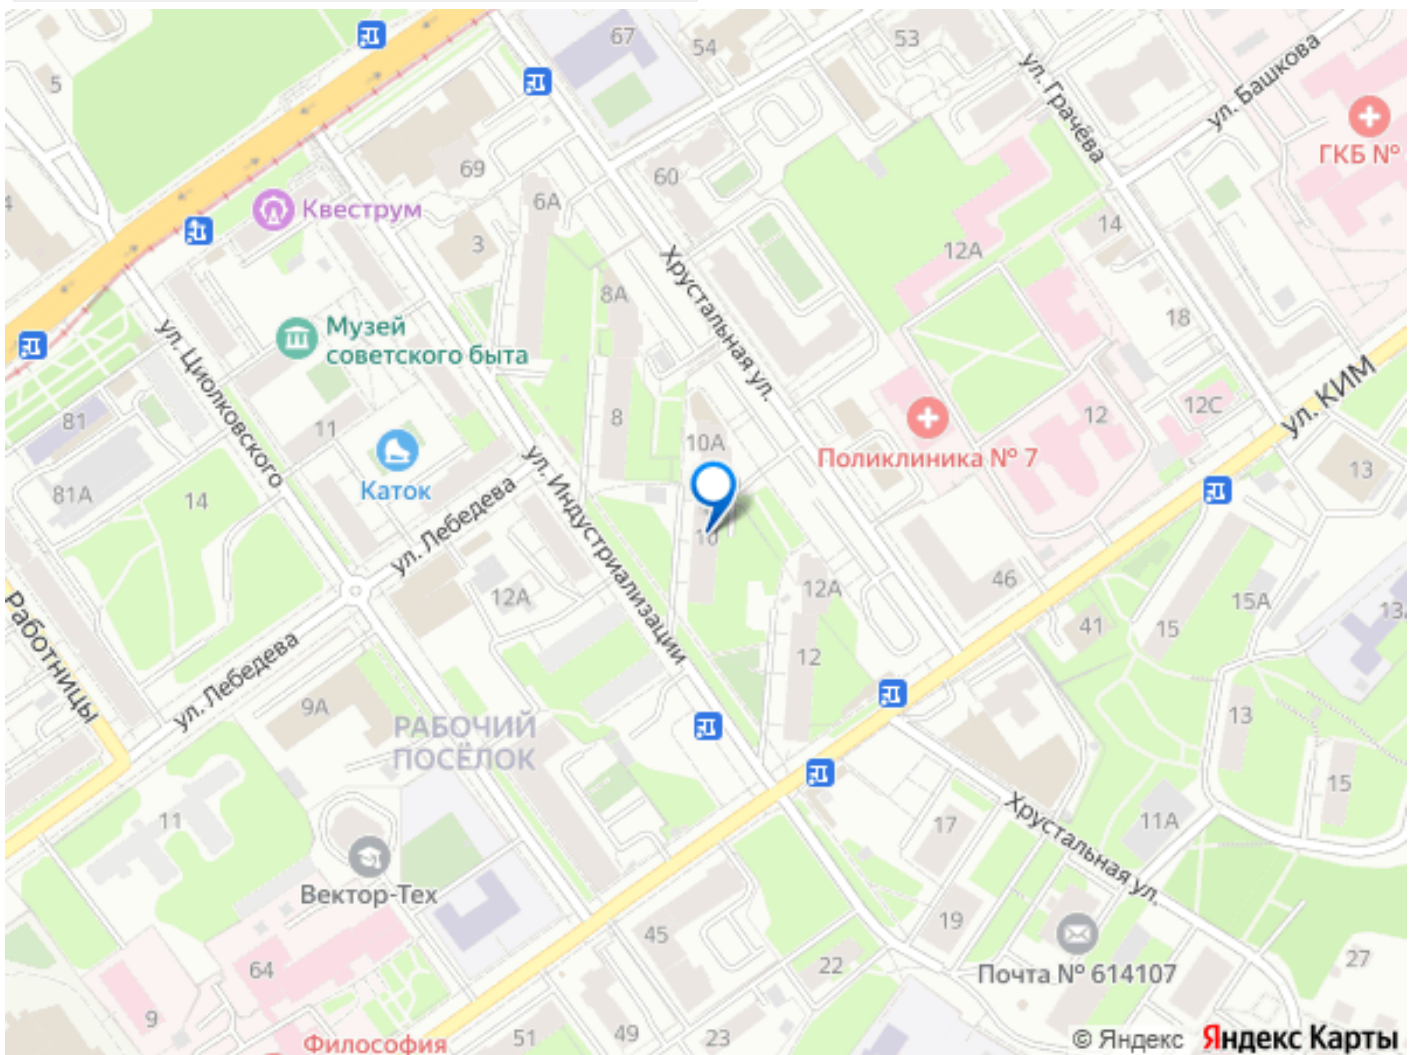 67
54
53
5
ул. Грачёва
ул. Башкова
ГКБ №
69
60
6А
Квеструм
3
14
12А
Хрустальная ул.
8А
18
Музей
советского быта
ул. Циолковского
81
11
8
10А
12
12С
ул. КИМ
Поликлиника № 7
13
81А
14
Каток
ул. Лебедева
ул. Индустриализации
10
46
12А
12А
15А
15
41
Работницы
ул. Лебедева
12
9А
РАБОЧИЙ
ПОСЁЛОК
13
15
11
Хрустальная ул.
17
11А
Вектор-Тех
19
45
22
64
Почта № 614107
27
9
51
49
23
Философия
© Яндекс Яндекс Карты